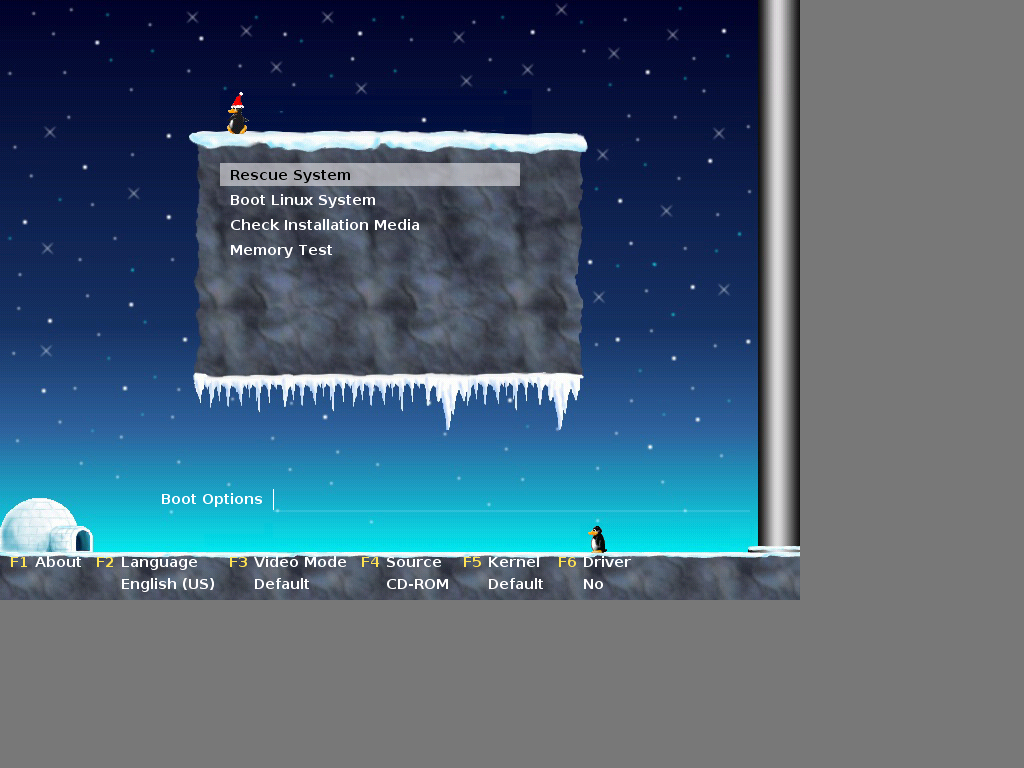 Rescue System
Boot Linux System
Check Installation Media
Memory Test
Boot Options
F1 About F2 Language F3 Video Mode F4 Source F5 Kernel F6 Driver
English (US) Default CD-ROM Default No